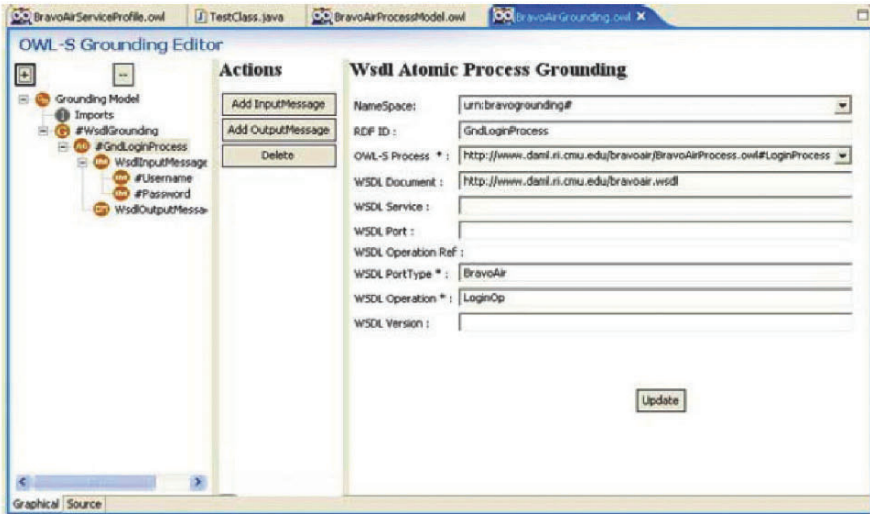 BravoAirServiceProfile.owl TestClass.java BravoAirProcessModel.owl BravoAirGrounding.owl
OWL-S Grounding Editor
+ --
Grounding Model
Imports
#WsdlGrounding
#GndLoginProcess
WsdlInputMessage
#Username
#Password
WsdlOutputMessa
Actions
Add InputMessage
Add OutputMessage
Delete
Wsdl Atomic Process Grounding
NameSpace: urn:bravogrounding#
RDF ID : GndLoginProcess
OWL-S Process * : http://www.daml.ri.cmu.edu/bravoair/BravoAirProcess.owl#LoginProcess
WSDL Document : http://www.daml.ri.cmu.edu/bravoair.wsdl
WSDL Service :
WSDL Port :
WSDL Operation Ref :
WSDL PortType * : BravoAir
WSDL Operation * : LoginOp
WSDL Version :
Update
Graphical Source